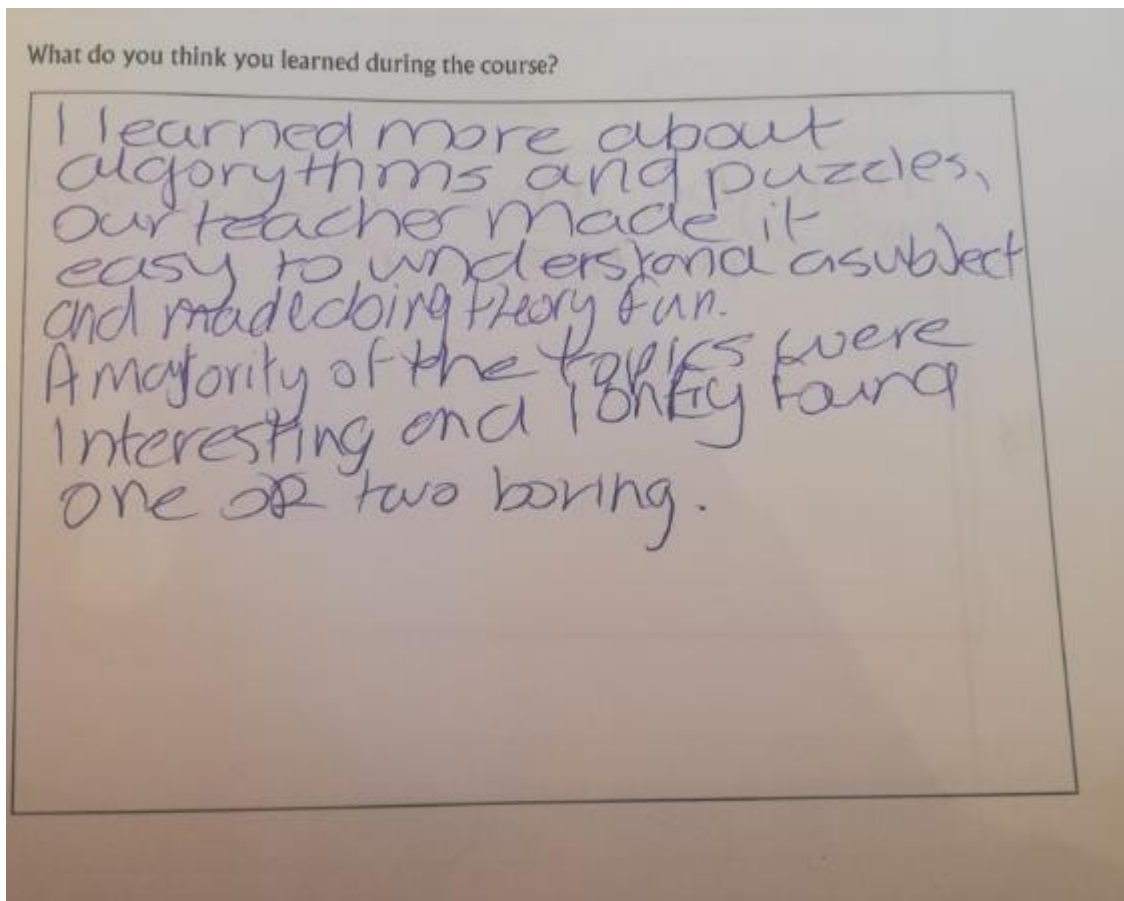 What do you think you learned during the course?
I learned more about
algorythms and puzzles,
our teacher made it
easy to understand a subject
and made doing theory fun.
A majority of the topics were
Interesting and I only found
one or two boring.